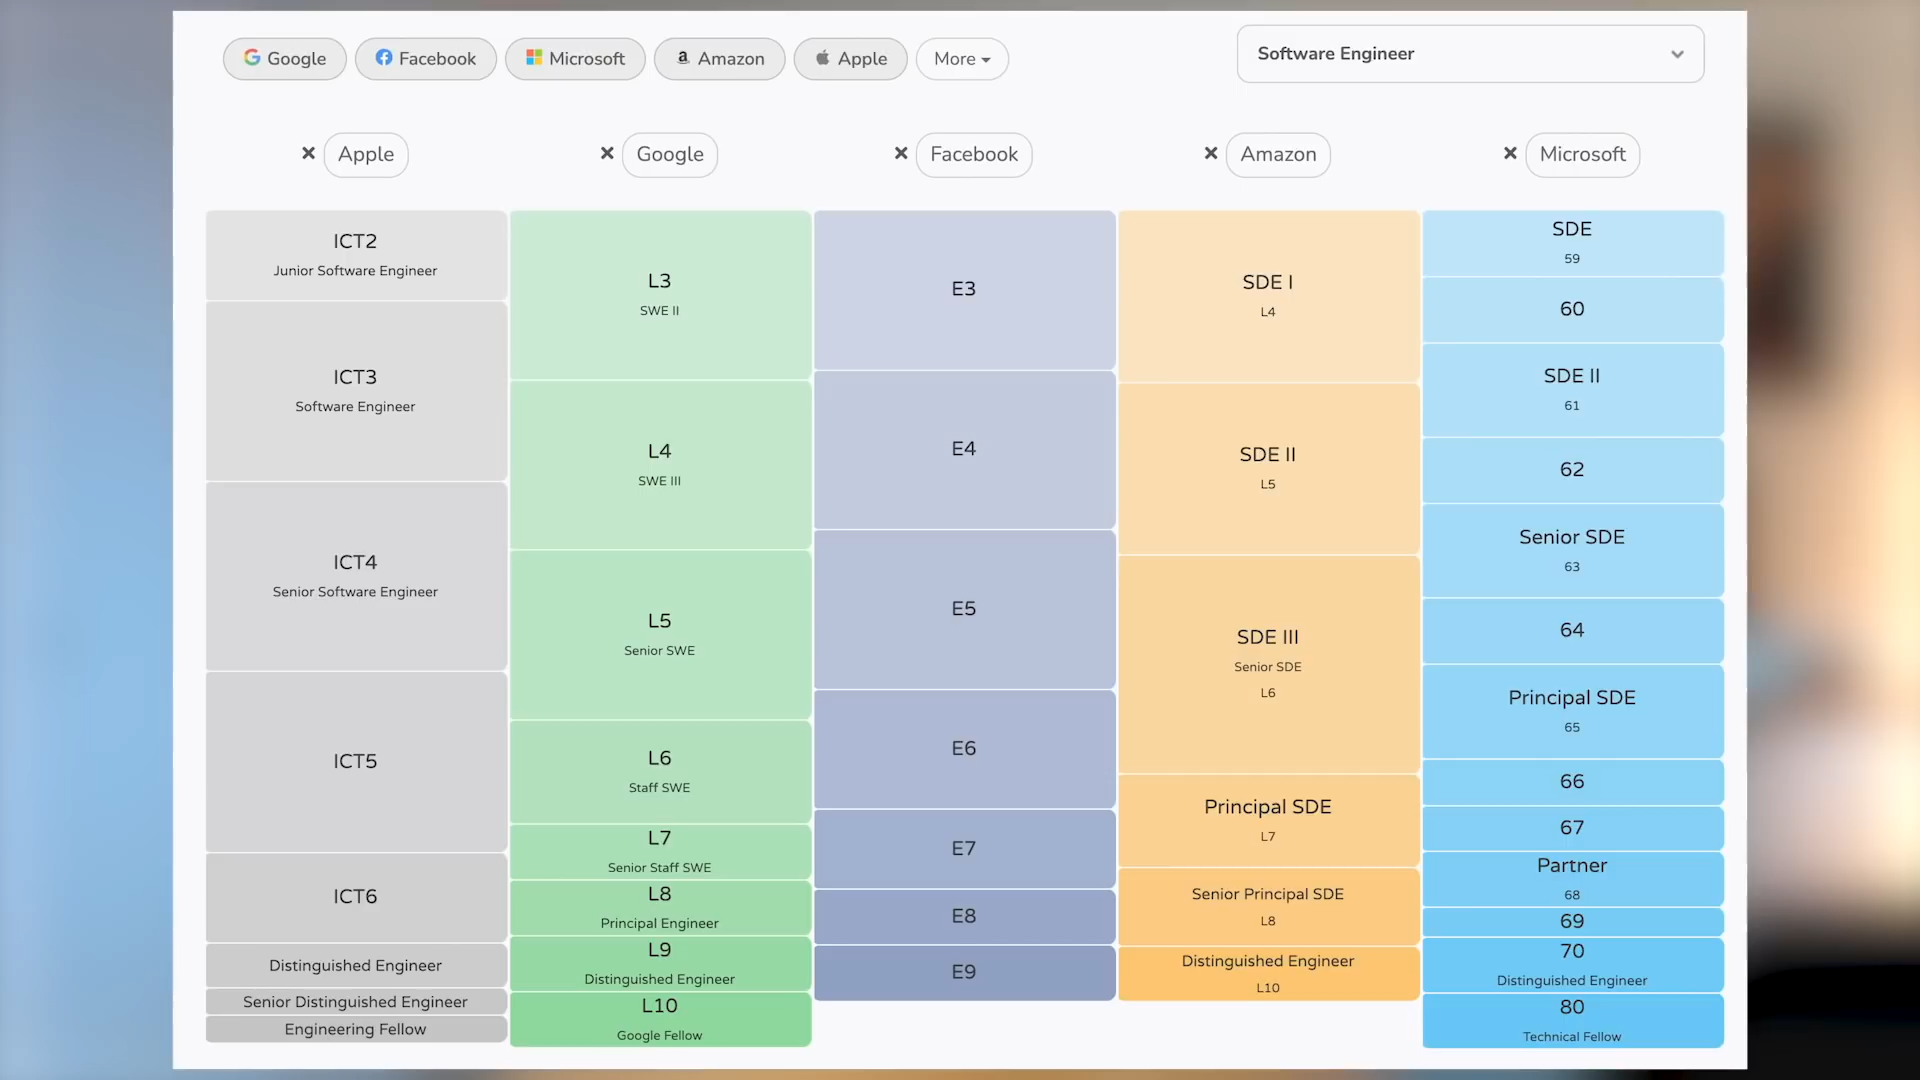 Google
Facebook
Microsoft
Amazon
Apple
More
Software Engineer
Apple
Google
Facebook
Amazon
Microsoft
ICT2
Junior Software Engineer
ICT3
Software Engineer
ICT4
Senior Software Engineer
ICT5
ICT6
Distinguished Engineer
Senior Distinguished Engineer
Engineering Fellow
L3
SWE II
L4
SWE III
L5
Senior SWE
L6
Staff SWE
L7
Senior Staff SWE
L8
Principal Engineer
L9
Distinguished Engineer
L10
Google Fellow
E3
E4
E5
E6
E7
E8
E9
SDE I
L4
SDE II
L5
SDE III
Senior SDE
L6
Principal SDE
L7
Senior Principal SDE
L8
Distinguished Engineer
L10
SDE
59
60
SDE II
61
62
Senior SDE
63
64
Principal SDE
65
66
67
Partner
68
69
70
Distinguished Engineer
80
Technical Fellow